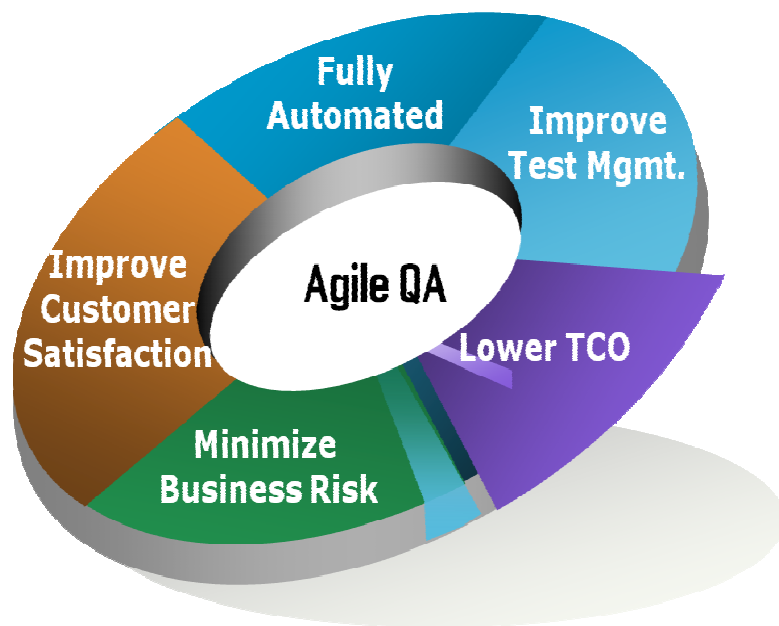 Fully
Automated
Improve
Test Mgmt.
Improve
Customer
Satisfaction
Agile QA
Lower TCO
Minimize
Business Risk